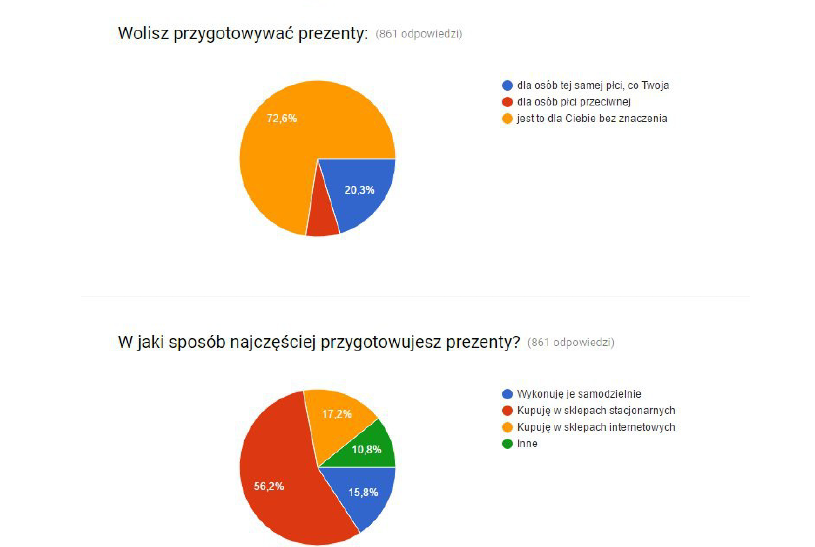 Wolisz przygotowywać prezenty: (861 odpowiedzi)
dla osób tej samej płci, co Twoja
dla osób płci przeciwnej
jest to dla Ciebie bez znaczenia
72,6%
20,3%
W jaki sposób najczęściej przygotowujesz prezenty? (861 odpowiedzi)
Wykonuję je samodzielnie
Kupuję w sklepach stacjonarnych
Kupuję w sklepach internetowych
Inne
17,2%
10,8%
56,2%
15,8%